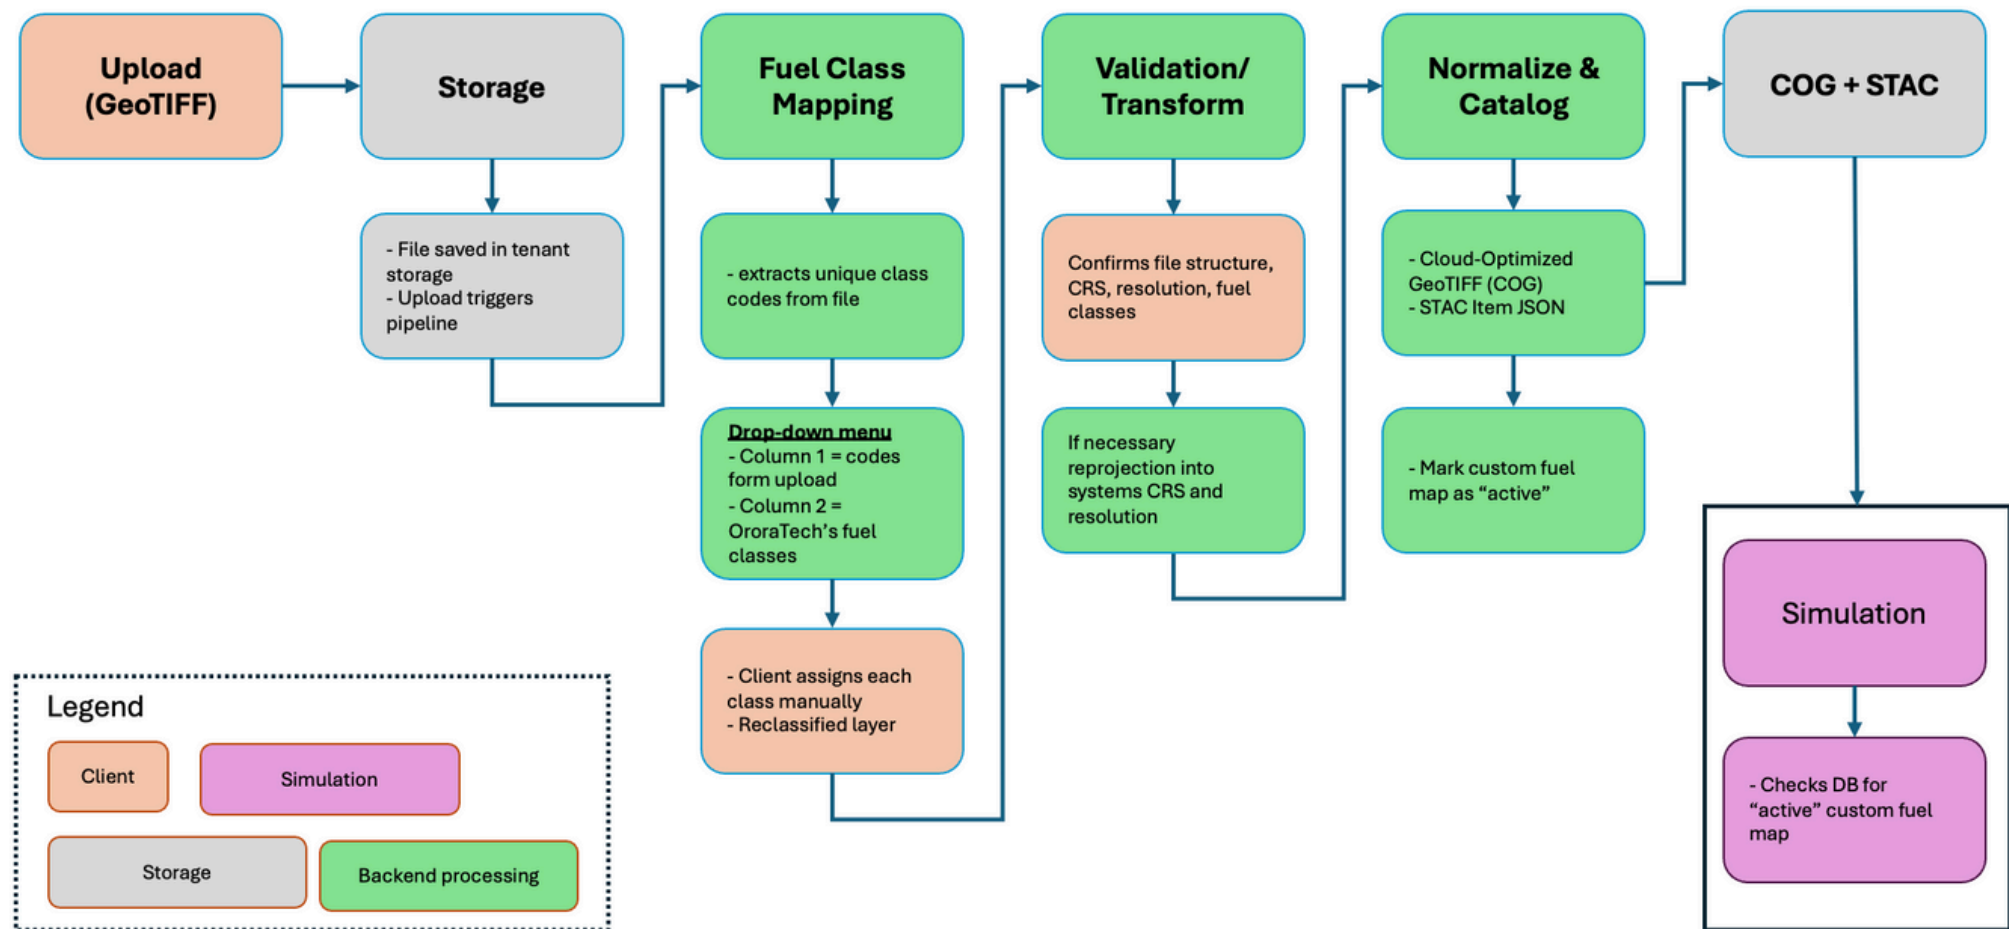 Upload
(GeoTIFF)
Storage
Fuel Class
Mapping
Validation/
Transform
Normalize &
Catalog
COG + STAC
- File saved in tenant
storage
- Upload triggers
pipeline
- extracts unique class
codes from file
Confirms file structure,
CRS, resolution, fuel
classes
- Cloud-Optimized
GeoTIFF (COG)
- STAC Item JSON
Drop-down menu
- Column 1 = codes
form upload
- Column 2 =
OroraTech's fuel
classes
If necessary
reprojection into
systems CRS and
resolution
- Mark custom fuel
map as “active”
- Client assigns each
class manually
- Reclassified layer
Simulation
- Checks DB for
“active” custom fuel
map
Legend
Client
Simulation
Storage
Backend processing